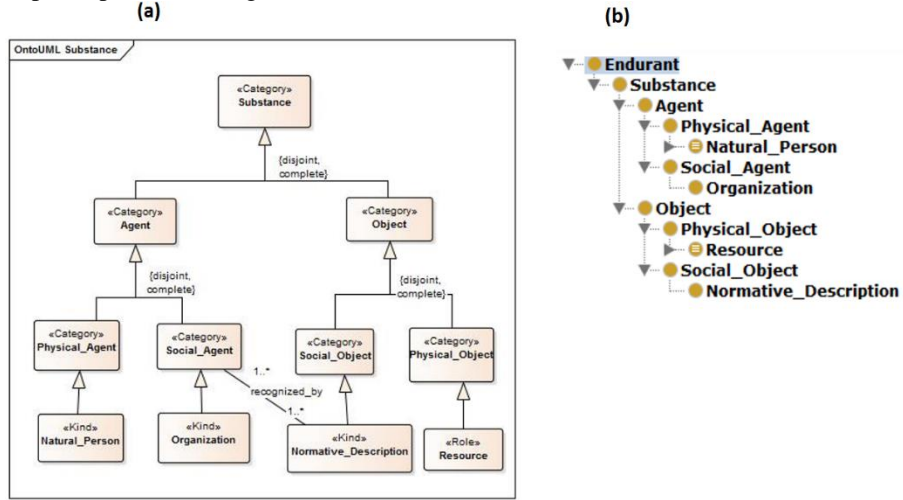 (a)
(b)
OntoUML Substance
«Category»
Substance
{disjoint,
complete}
«Category»
Agent
«Category»
Object
{disjoint,
complete}
{disjoint,
complete}
«Category»
Physical_Agent
«Category»
Social_Agent
«Category»
Social_Object
«Category»
Physical_Object
1..*
recognized_by
1..*
«Kind»
Natural_Person
«Kind»
Organization
«Kind»
Normative_Description
«Role»
Resource
Endurant
Substance
Agent
Physical_Agent
Natural_Person
Social_Agent
Organization
Object
Physical_Object
Resource
Social_Object
Normative_Description